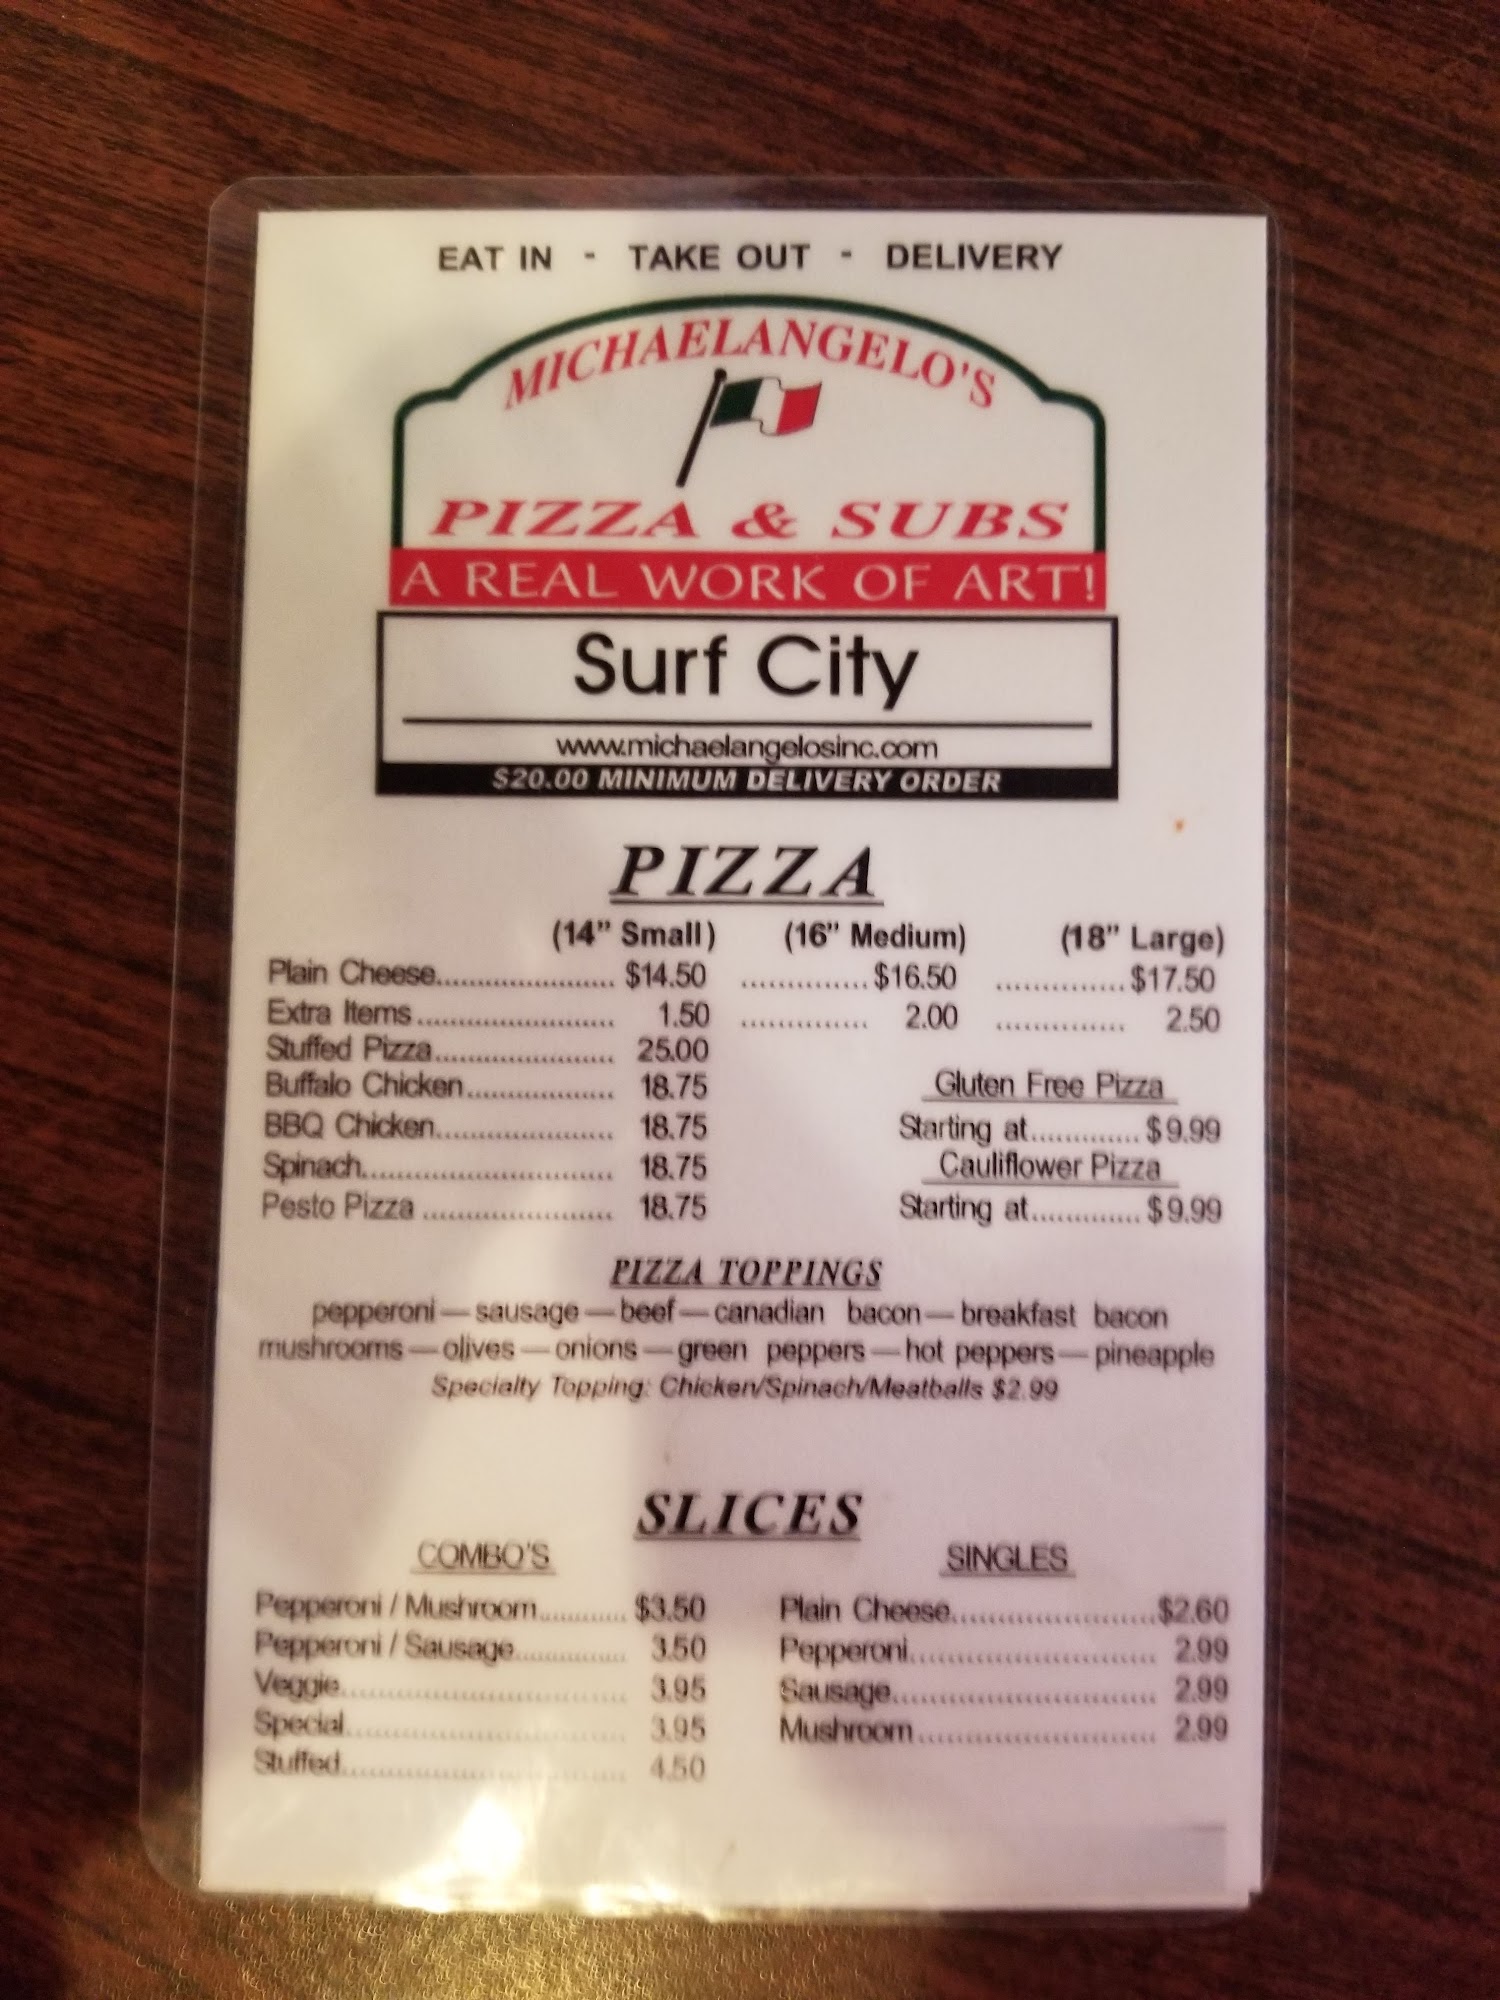 EAT IN - TAKE OUT - DELIVERY
MICHAELANGELO'S
PIZZA & SUBS
A REAL WORK OF ART!
Surf City
www.michaelangelosinc.com
$20.00 MINIMUM DELIVERY ORDER
PIZZA
(14” Small) (16” Medium) (18” Large)
Plain Cheese...................... $14.50 .............. $16.50 .............. $17.50
Extra Items ........................ 1.50 .............. 2.00 .............. 2.50
Stuffed Pizza...................... 25.00
Buffalo Chicken.................. 18.75
BBQ Chicken...................... 18.75
Spinach............................... 18.75
Pesto Pizza ....................... 18.75
Gluten Free Pizza
Starting at............. $9.99
Cauliflower Pizza
Starting at............. $9.99
PIZZA TOPPINGS
pepperoni — sausage — beef — canadian bacon — breakfast bacon
mushrooms — olives — onions — green peppers — hot peppers — pineapple
Specialty Topping: Chicken/Spinach/Meatballs $2.99
SLICES
COMBO'S
Pepperoni / Mushroom............ $3.50
Pepperoni / Sausage............... 3.50
Veggie................................... 3.95
Special.................................. 3.95
Stuffed.................................. 4.50
SINGLES
Plain Cheese.........................$2.60
Pepperoni.............................. 2.99
Sausage................................ 2.99
Mushroom ............................ 2.99